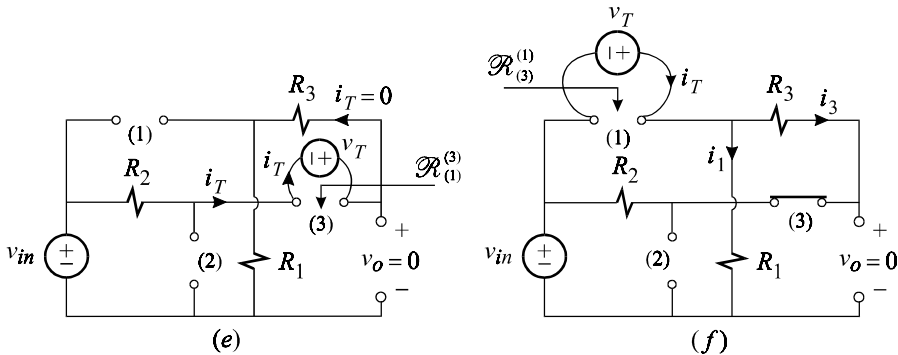 v_T
ℛ_(3)^(1)
i_T
R_3
i_T = 0
(1)
i_T
v_T
ℛ_(1)^(3)
R_2
i_T
(3)
+
v_in
(2)
R_1
v_o = 0
−
(e)
(1)
R_3
i_3
i_1
R_2
(3)
+
v_in
(2)
R_1
v_o = 0
−
(f)